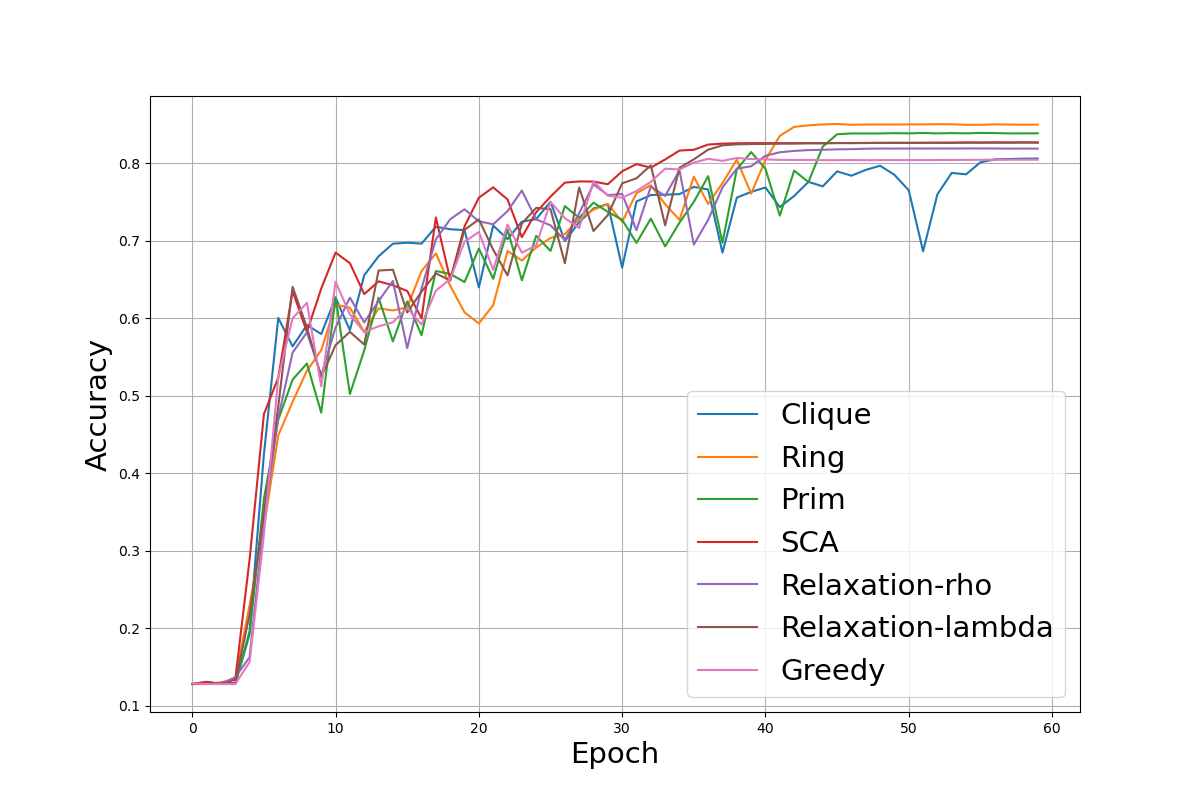 0.8
0.7
0.6
0.5
0.4
0.3
0.2
0.1
Accuracy
0 10 20 30 40 50 60
Epoch
Clique
Ring
Prim
SCA
Relaxation-rho
Relaxation-lambda
Greedy